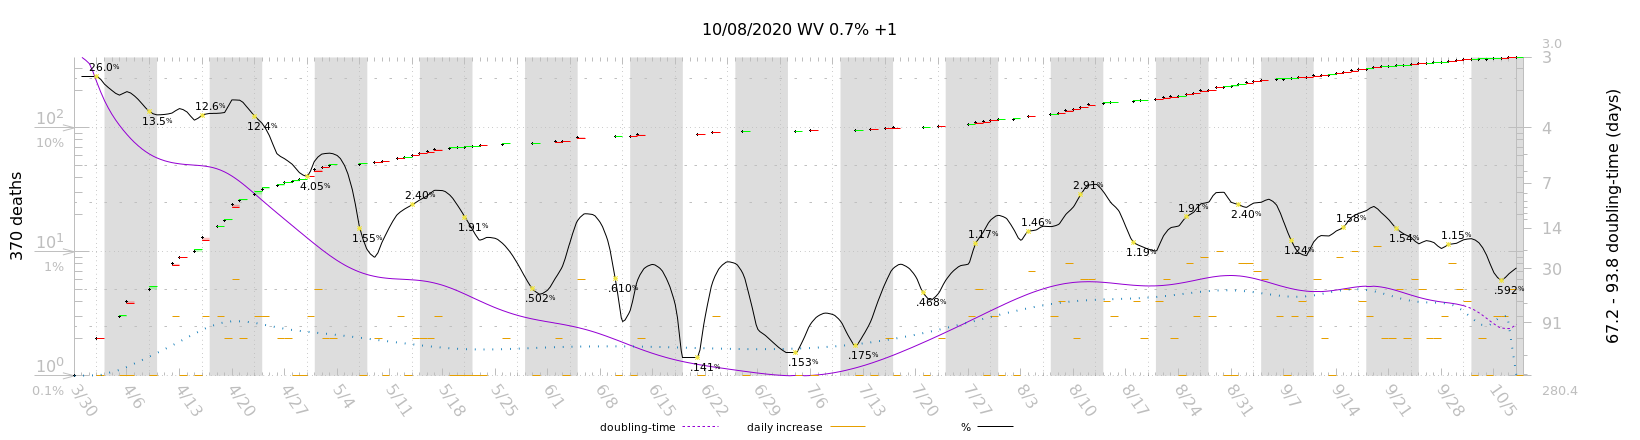 10/08/2020 WV 0.7% +1
3.0
26.0% 13.5% 12.6% 12.4% 4.05% 1.55% 2.40% 1.91% .502% .610% .141% .153% .175% .468% 1.17% 1.46% 2.91% 1.19% 1.91% 2.40% 1.24% 1.58% 1.54% 1.15% .592%
370 deaths
10² 10¹ 10⁰
10% 1% 0.1%
3 4 7 14 30 91 280.4
67.2 - 93.8 doubling-time (days)
3/30 4/6 4/13 4/20 4/27 5/4 5/11 5/18 5/25 6/1 6/8 6/15 6/22 6/29 7/6 7/13 7/20 7/27 8/3 8/10 8/17 8/24 8/31 9/7 9/14 9/21 9/28 10/5
doubling-time daily increase %